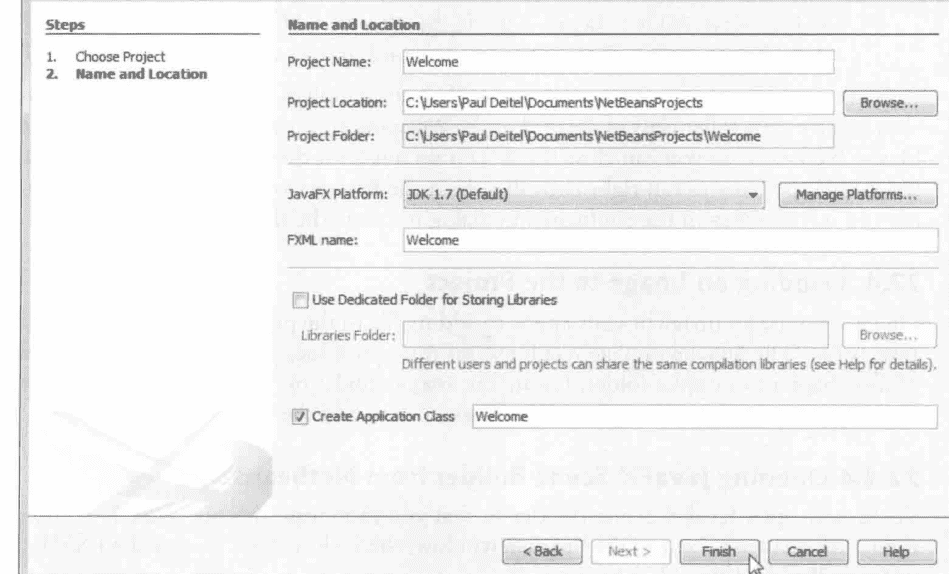 Steps
1. Choose Project
2. Name and Location
Name and Location
Project Name: Welcome
Project Location: C:\Users\Paul Deitel\Documents\NetBeansProjects Browse...
Project Folder: C:\Users\Paul Deitel\Documents\NetBeansProjects\Welcome
JavaFX Platform: JDK 1.7 (Default) Manage Platforms...
FXML name: Welcome
Use Dedicated Folder for Storing Libraries
Libraries Folder: Browse...
Different users and projects can share the same compilation libraries (see Help for details).
Create Application Class Welcome
< Back Next > Finish Cancel Help